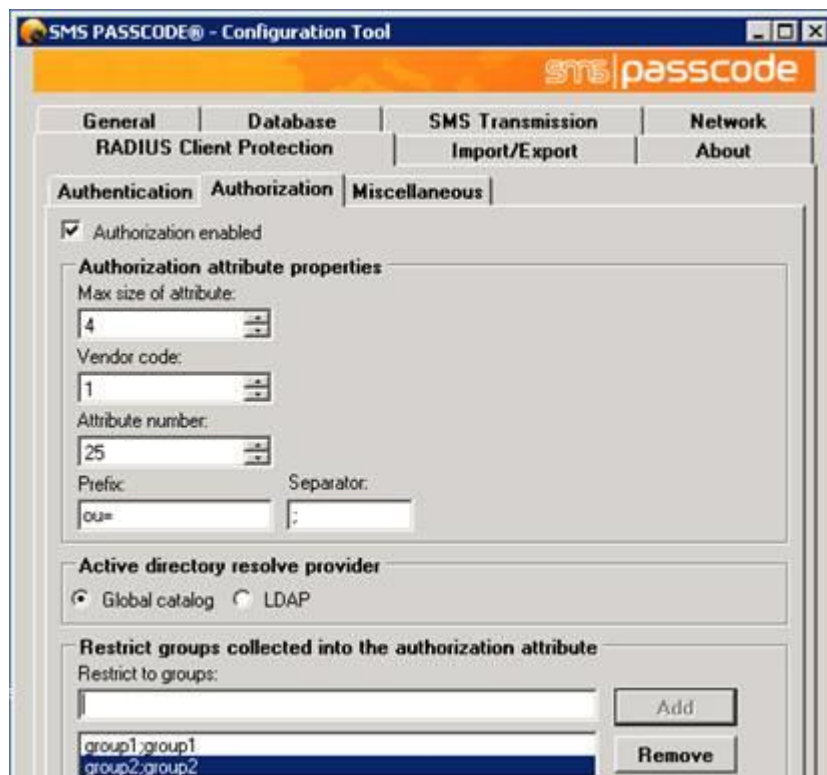 SMS PASSCODE® - Configuration Tool
sms|passcode
General Database SMS Transmission Network
RADIUS Client Protection Import/Export About
Authentication Authorization Miscellaneous
Authorization enabled
Authorization attribute properties
Max size of attribute:
4
Vendor code:
1
Attribute number:
25
Prefix: Separator:
ou= ;
Active directory resolve provider
Global catalog LDAP
Restrict groups collected into the authorization attribute
Restrict to groups:
Add
group1;group1
Remove
group2;group2